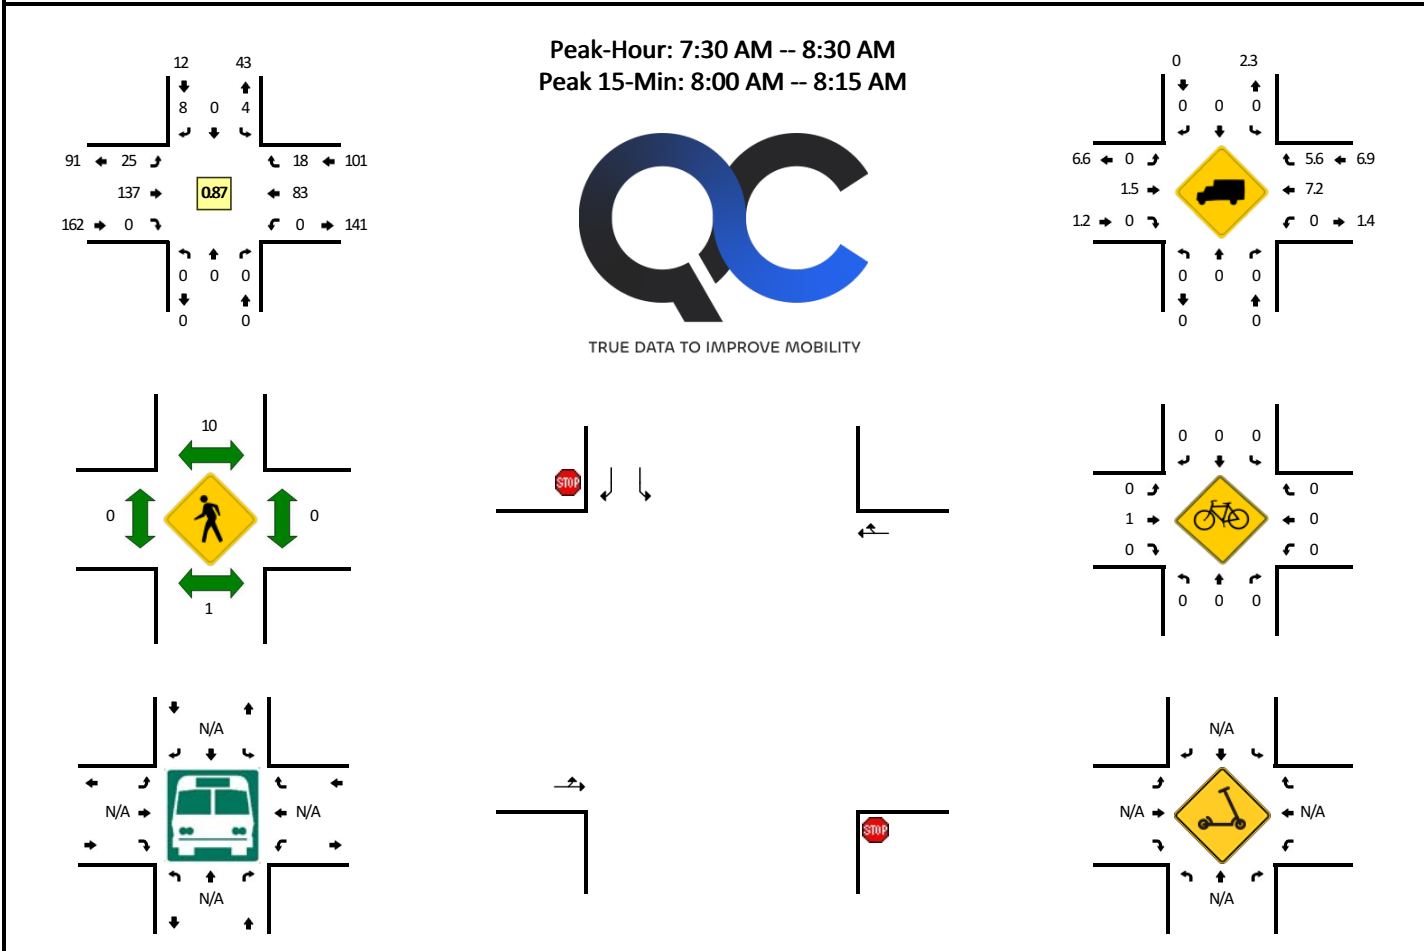 Peak-Hour: 7:30 AM -- 8:30 AM
Peak 15-Min: 8:00 AM -- 8:15 AM
12 43
8 0 4
91 25 18 101
137 0.87 83
162 0 0 141
0 0 0
0 0
QC
TRUE DATA TO IMPROVE MOBILITY
0 2.3
0 0 0
6.6 0 5.6 6.9
1.5 7.2
1.2 0 0 1.4
0 0 0
0 0
10
0 0
1
STOP
STOP
0 0 0
0 0
1 0
0 0
0 0 0
N/A
N/A N/A
N/A
N/A
N/A N/A
N/A